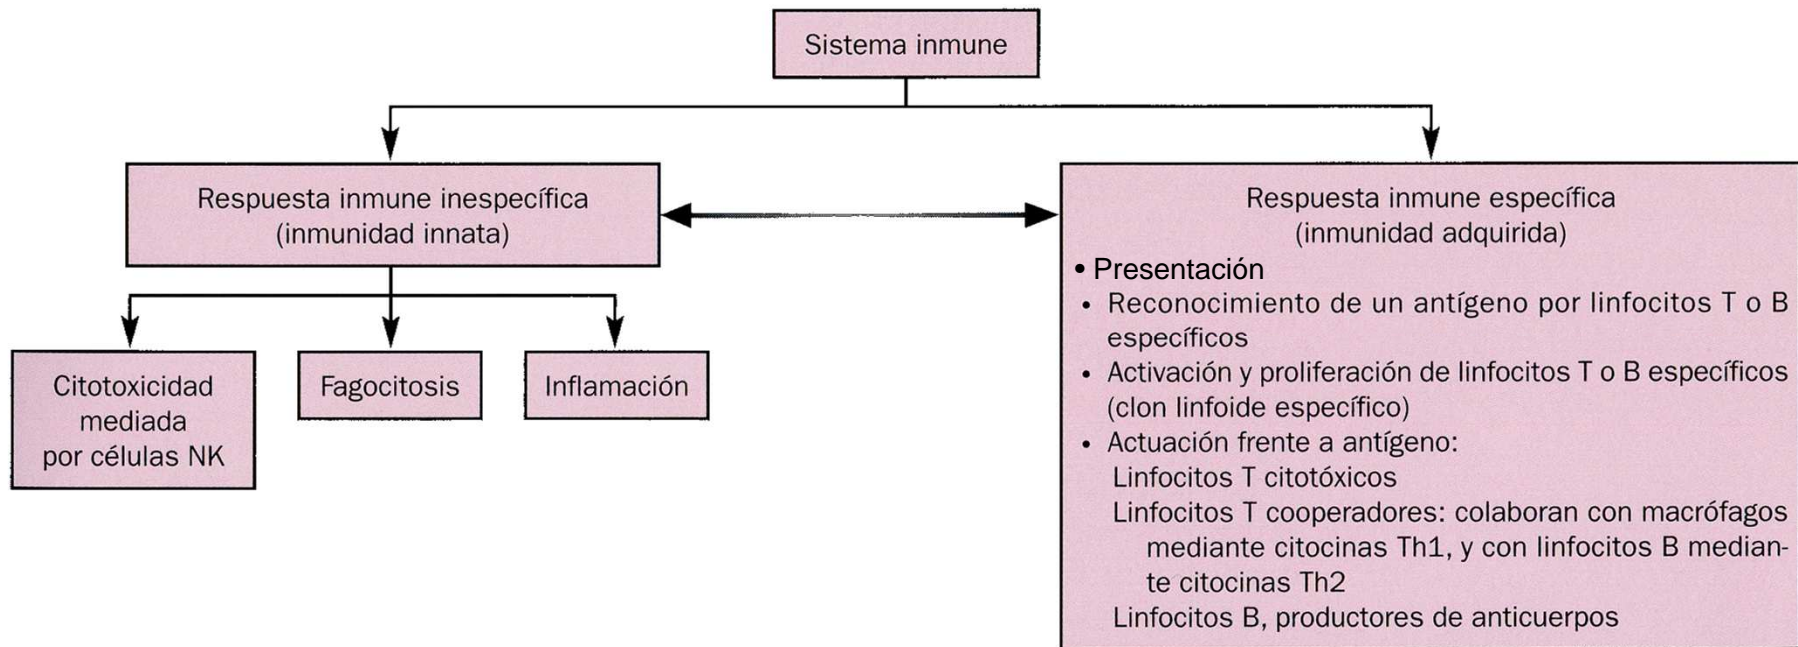 Sistema inmune
Respuesta inmune inespecífica
(inmunidad innata)
Citotoxicidad
mediada
por células NK
Fagocitosis
Inflamación
Respuesta inmune específica
(inmunidad adquirida)
• Presentación
• Reconocimiento de un antígeno por linfocitos T o B
específicos
• Activación y proliferación de linfocitos T o B específicos
(clon linfoide específico)
• Actuación frente a antígeno:
Linfocitos T citotóxicos
Linfocitos T cooperadores: colaboran con macrófagos
mediante citocinas Th1, y con linfocitos B median-
te citocinas Th2
Linfocitos B, productores de anticuerpos